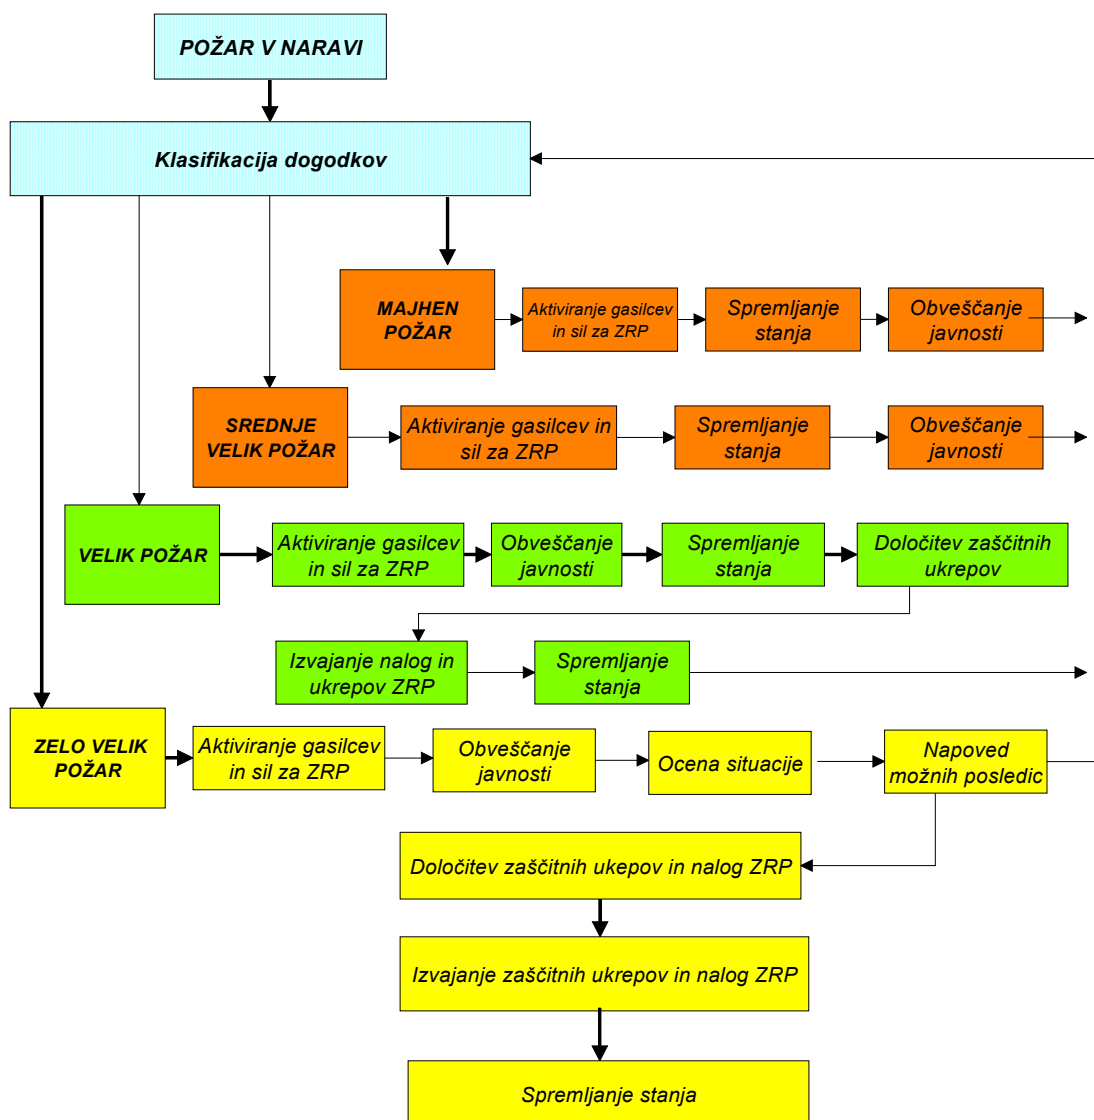 POŽAR V NARAVI
Klasifikacija dogodkov
MAJHEN
POŽAR
Aktiviranje gasilcev
in sil za ZRP
Spremljanje
stanja
Obveščanje
javnosti
SREDNJE
VELIK POŽAR
Aktiviranje gasilcev in
sil za ZRP
Spremljanje
stanja
Obveščanje
javnosti
VELIK POŽAR
Aktiviranje gasilcev
in sil za ZRP
Obveščanje
javnosti
Spremljanje
stanja
Določitev zaščitnih
ukrepov
Izvajanje nalog in
ukrepov ZRP
Spremljanje
stanja
ZELO VELIK
POŽAR
Aktiviranje gasilcev
in sil za ZRP
Obveščanje
javnosti
Ocena situacije
Napoved
možnih posledic
Določitev zaščitnih ukepov in nalog ZRP
Izvajanje zaščitnih ukrepov in nalog ZRP
Spremljanje stanja